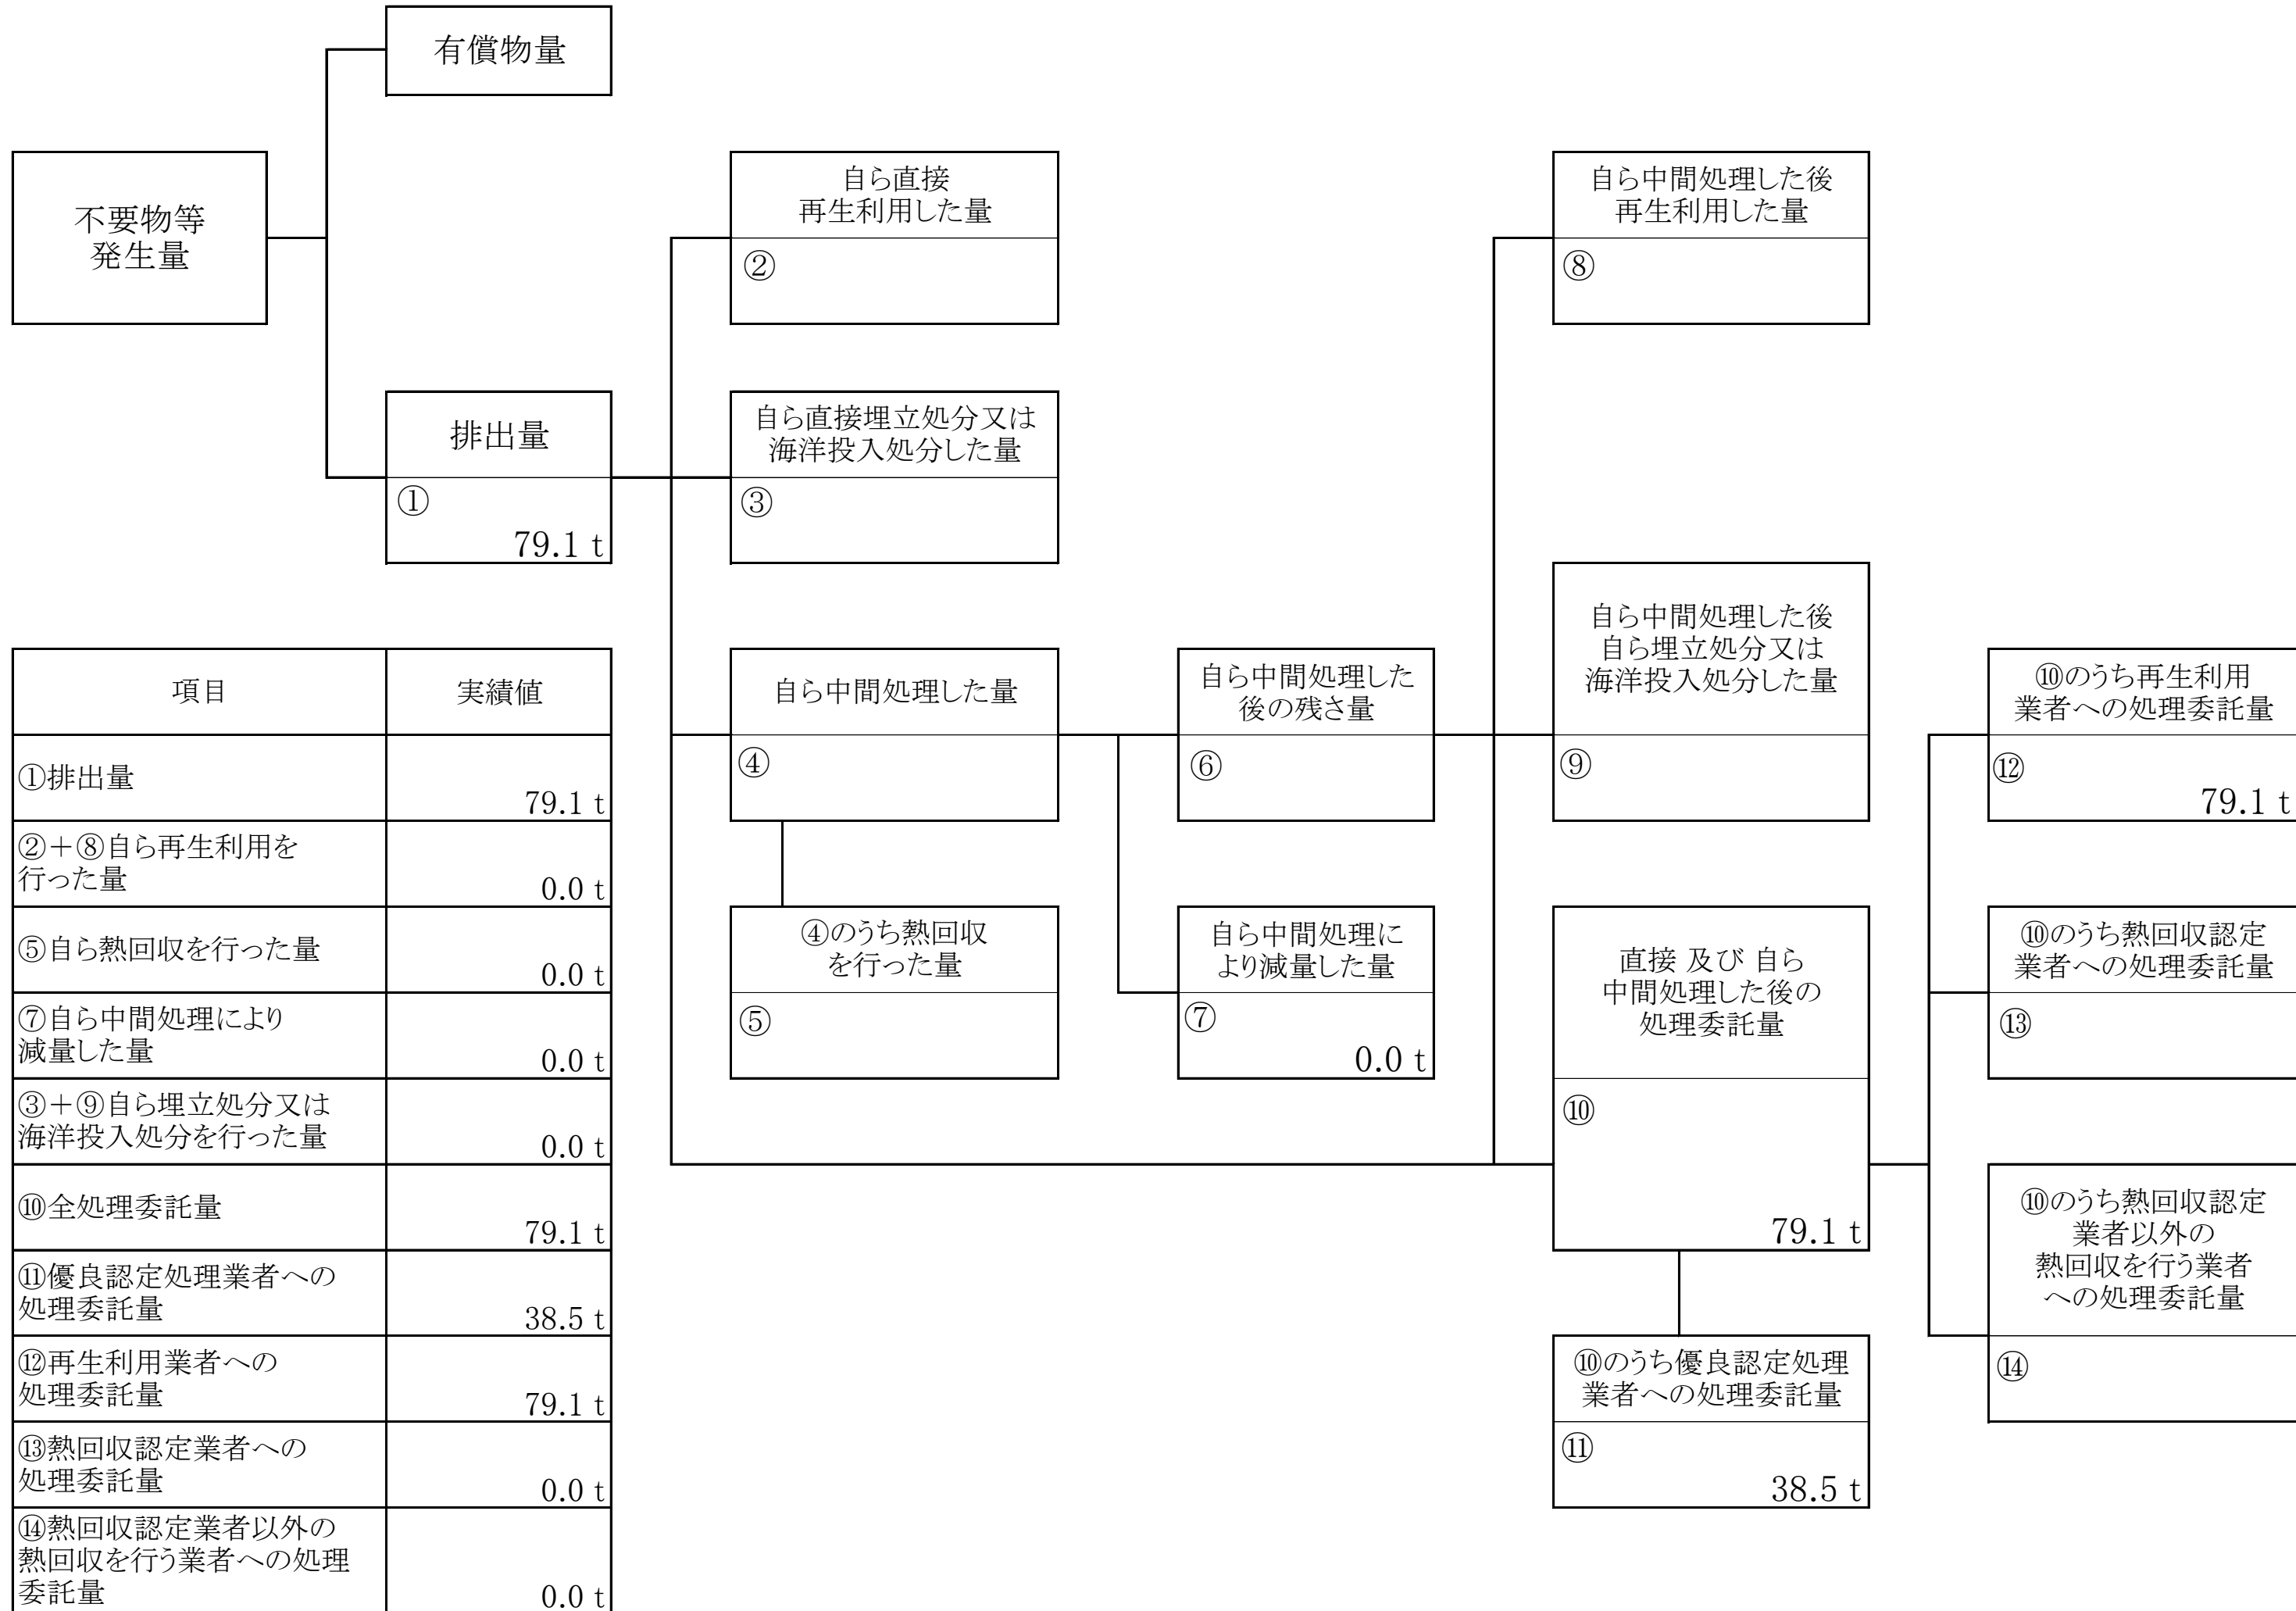 有償物量
不要物等
発生量
排出量
①
79.1 t
自ら直接
再生利用した量
②
自ら直接埋立処分又は
海洋投入処分した量
③
自ら中間処理した量
④
④のうち熱回収
を行った量
⑤
自ら中間処理した
後の残さ量
⑥
自ら中間処理に
より減量した量
⑦
0.0 t
自ら中間処理した後
再生利用した量
⑧
自ら中間処理した後
自ら埋立処分又は
海洋投入処分した量
⑨
直接 及び 自ら
中間処理した後の
処理委託量
⑩
79.1 t
⑩のうち優良認定処理
業者への処理委託量
⑪
38.5 t
⑩のうち再生利用
業者への処理委託量
⑫
79.1 t
⑩のうち熱回収認定
業者への処理委託量
⑬
⑩のうち熱回収認定
業者以外の
熱回収を行う業者
への処理委託量
⑭
項目 実績値
①排出量
79.1 t
②＋⑧自ら再生利用を
行った量
0.0 t
⑤自ら熱回収を行った量
0.0 t
⑦自ら中間処理により
減量した量
0.0 t
③＋⑨自ら埋立処分又は
海洋投入処分を行った量
0.0 t
⑩全処理委託量
79.1 t
⑪優良認定処理業者への
処理委託量
38.5 t
⑫再生利用業者への
処理委託量
79.1 t
⑬熱回収認定業者への
処理委託量
0.0 t
⑭熱回収認定業者以外の
熱回収を行う業者への処理
委託量
0.0 t